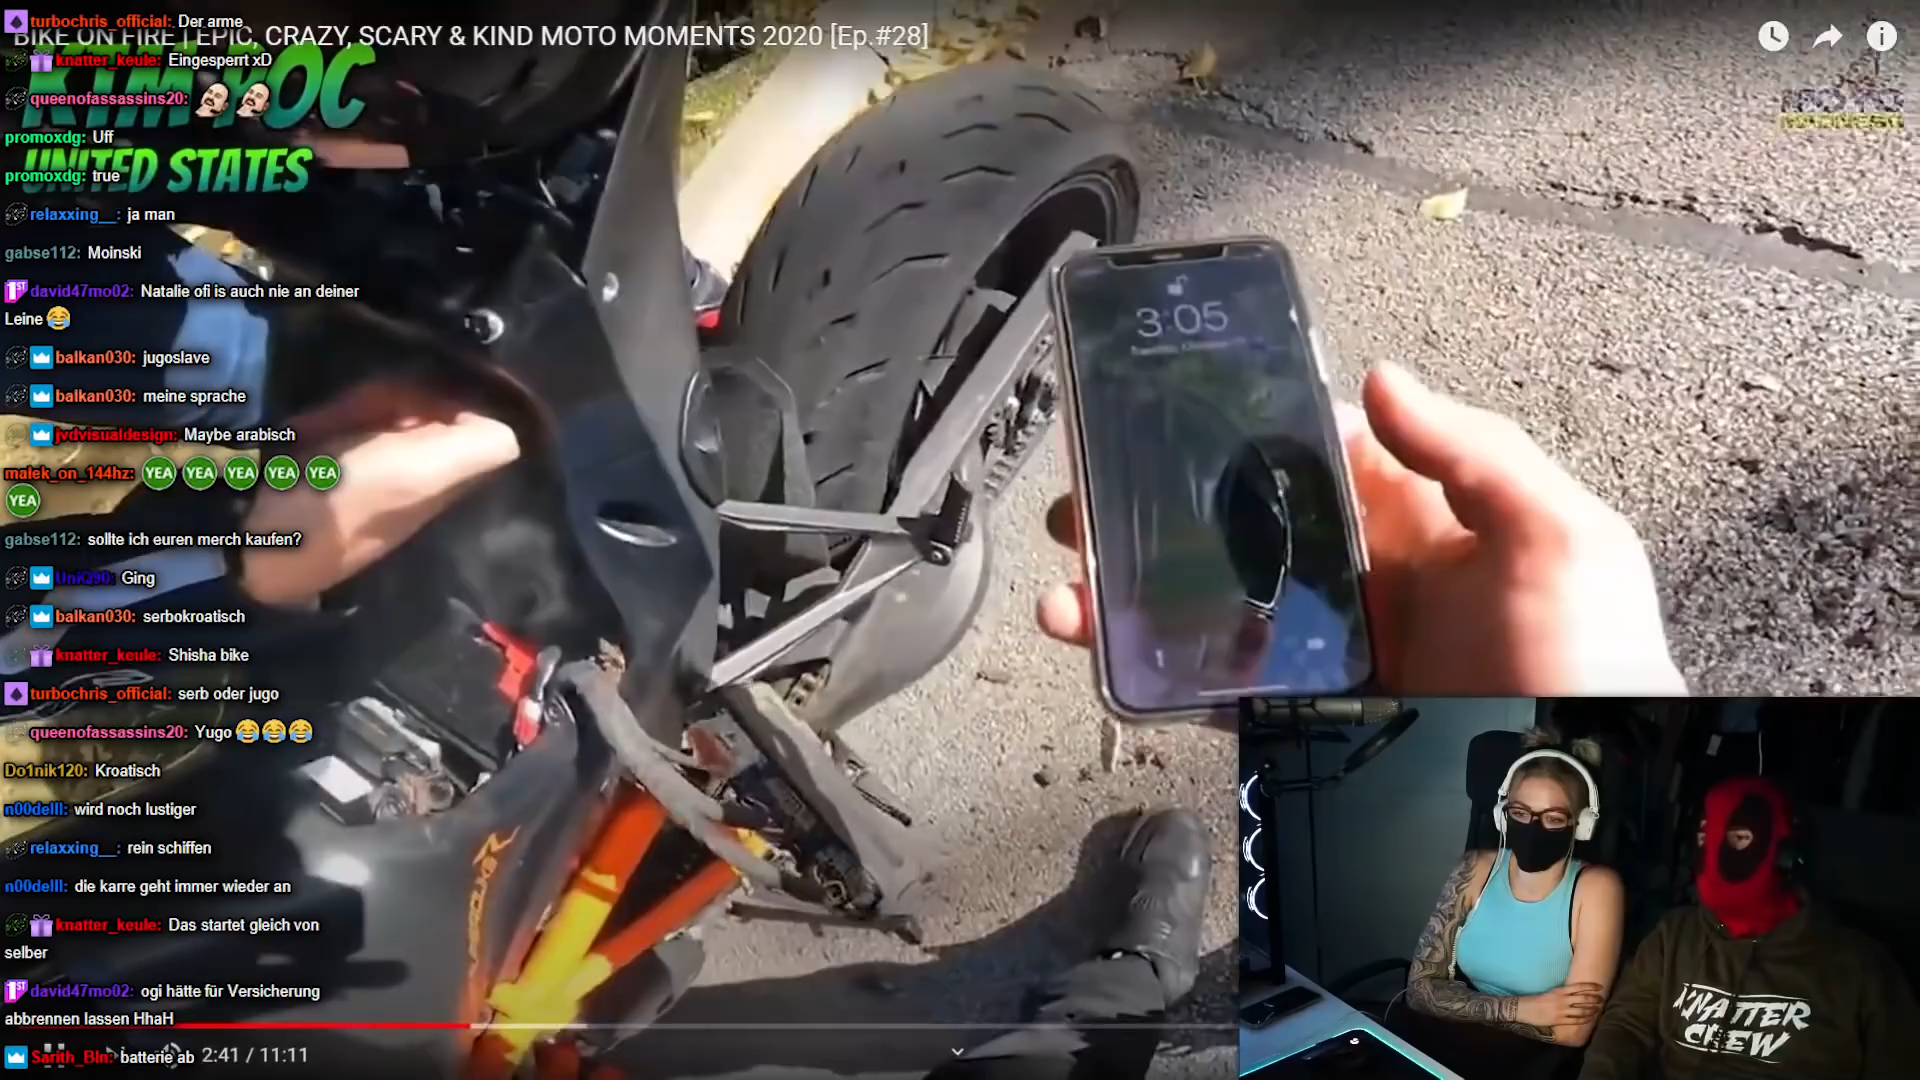 turbochris_official: Der arme
BIKE ON FIRE | EPIC, CRAZY, SCARY & KIND MOTO MOMENTS 2020 [Ep.#28]
knatter_keule: Eingesperrt xD
queenofassassins20:
promoxdg: Uff
UNITED STATES
promoxdg: true
relaxxing__: ja man
gabse112: Moinski
david47mo02: Natalie ofi is auch nie an deiner
Leine
3:05
balkan030: jugoslave
balkan030: meine sprache
jvdvisualdesign: Maybe arabisch
malek_on_144hz: YEA YEA YEA YEA YEA
YEA
gabse112: sollte ich euren merch kaufen?
UniQ90: Ging
balkan030: serbokroatisch
knatter_keule: Shisha bike
turbochris_official: serb oder jugo
queenofassassins20: Yugo
Do1nik120: Kroatisch
n00delll: wird noch lustiger
relaxxing__: rein schiffen
n00delll: die karre geht immer wieder an
knatter_keule: Das startet gleich von
selber
david47mo02: ogi hätte für Versicherung
abbrennen lassen HhaH
Sarith_Bln: batterie ab
2:41 / 11:11
KNATTER
CREW